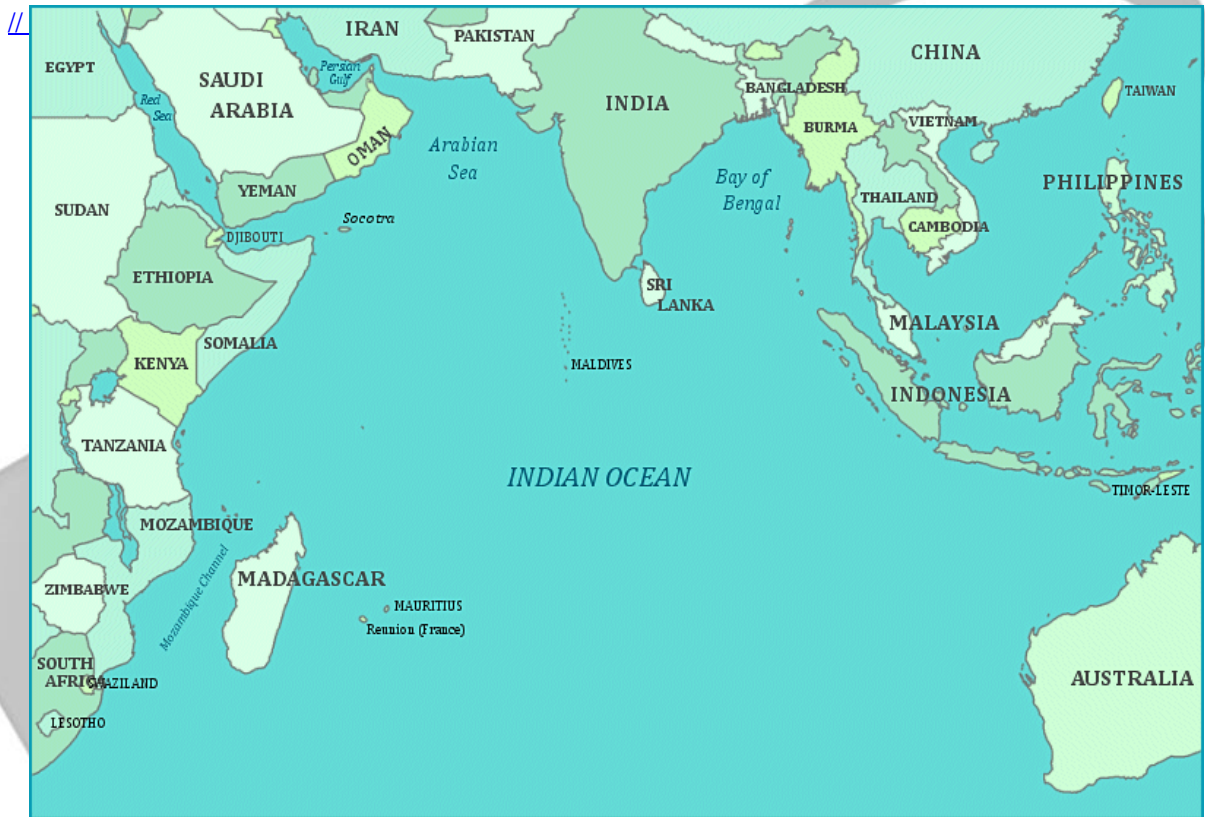 //
IRAN
PAKISTAN
CHINA
EGYPT
SAUDI
ARABIA
Persian
Gulf
Red
Sea
INDIA
BANGLADESH
TAIWAN
BURMA
VIETNAM
OMAN
Arabian
Sea
Bay of
Bengal
PHILIPPINES
YEMAN
THAILAND
SUDAN
Socotra
CAMBODIA
DJIBOUTI
ETHIOPIA
SRI
LANKA
MALAYSIA
SOMALIA
KENYA
MALDIVES
INDONESIA
TANZANIA
INDIAN OCEAN
TIMOR-LESTE
MOZAMBIQUE
Mozambique Channel
MADAGASCAR
ZIMBABWE
MAURITIUS
Reunion (France)
SOUTH
AFRICA
SWAZILAND
AUSTRALIA
LESOTHO